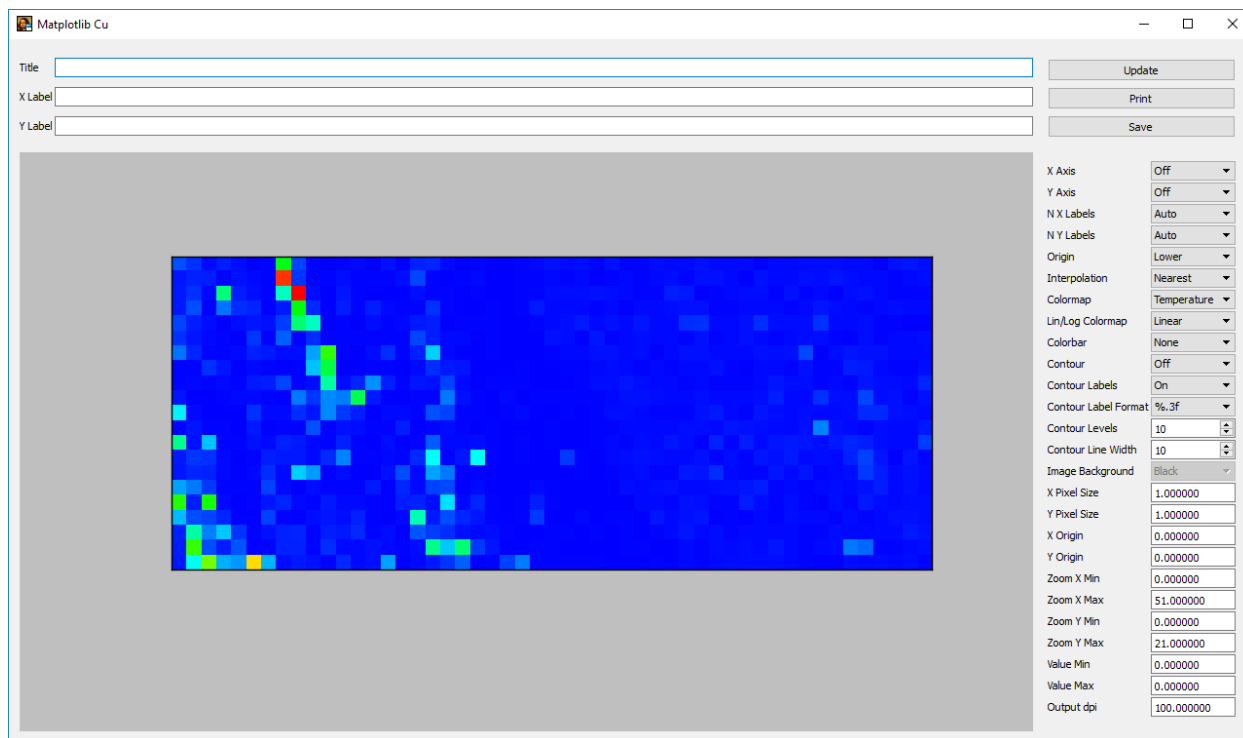 Matplotlib Cu
Title
Update
X Label
Print
Y Label
Save
X Axis Off
Y Axis Off
N X Labels Auto
N Y Labels Auto
Origin Lower
Interpolation Nearest
Colormap Temperature
Lin/Log Colormap Linear
Colorbar None
Contour Off
Contour Labels On
Contour Label Format %.3f
Contour Levels 10
Contour Line Width 10
Image Background Black
X Pixel Size 1.000000
Y Pixel Size 1.000000
X Origin 0.000000
Y Origin 0.000000
Zoom X Min 0.000000
Zoom X Max 51.000000
Zoom Y Min 0.000000
Zoom Y Max 21.000000
Value Min 0.000000
Value Max 0.000000
Output dpi 100.000000